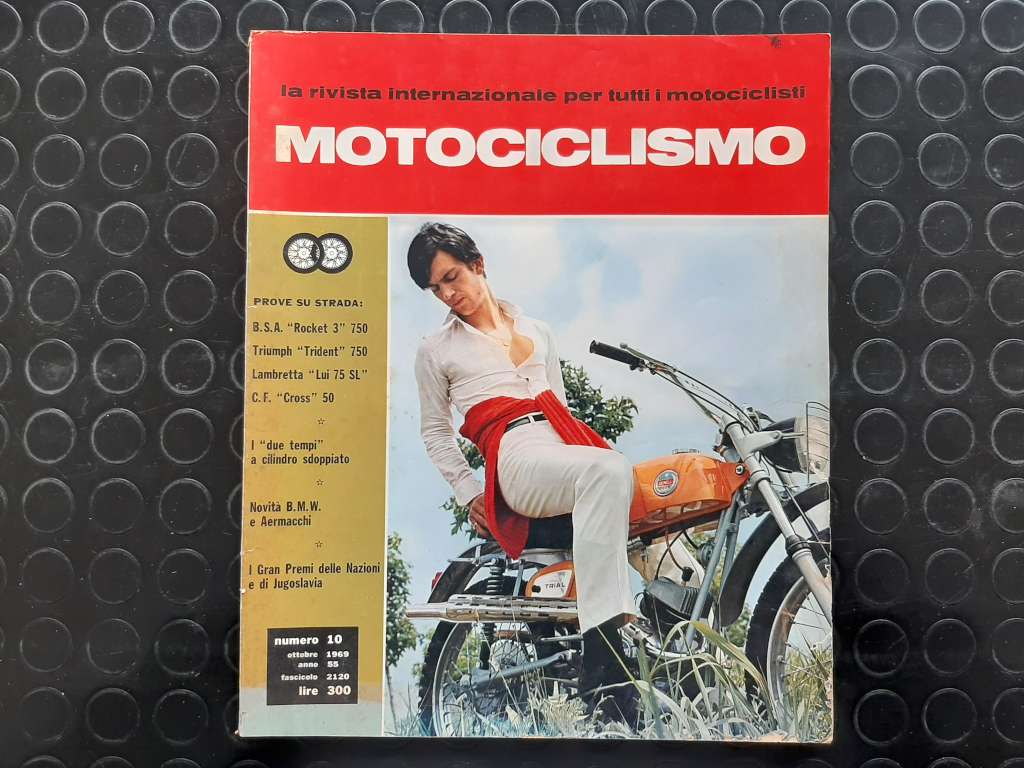 la rivista internazionale per tutti i motociclisti
MOTOCICLISMO
PROVE SU STRADA:
B.S.A. "Rocket 3" 750
Triumph "Trident" 750
Lambretta "Lui 75 SL"
C.F. "Cross" 50
I "due tempi"
a cilindro sdoppiato
Novità B.M.W.
e Aermacchi
I Gran Premi delle Nazioni
e di Jugoslavia
numero 10
ottobre 1969
anno 55
fascicolo 2120
lire 300
TRIAL